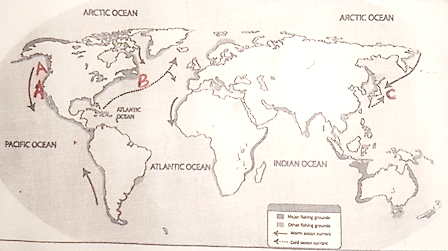 ARCTIC OCEAN
ARCTIC OCEAN
A
A
B
C
ATLANTIC
OCEAN
PACIFIC OCEAN
ATLANTIC OCEAN
INDIAN OCEAN
Major fishing grounds
Other fishing grounds
Warm ocean current
Cold ocean current